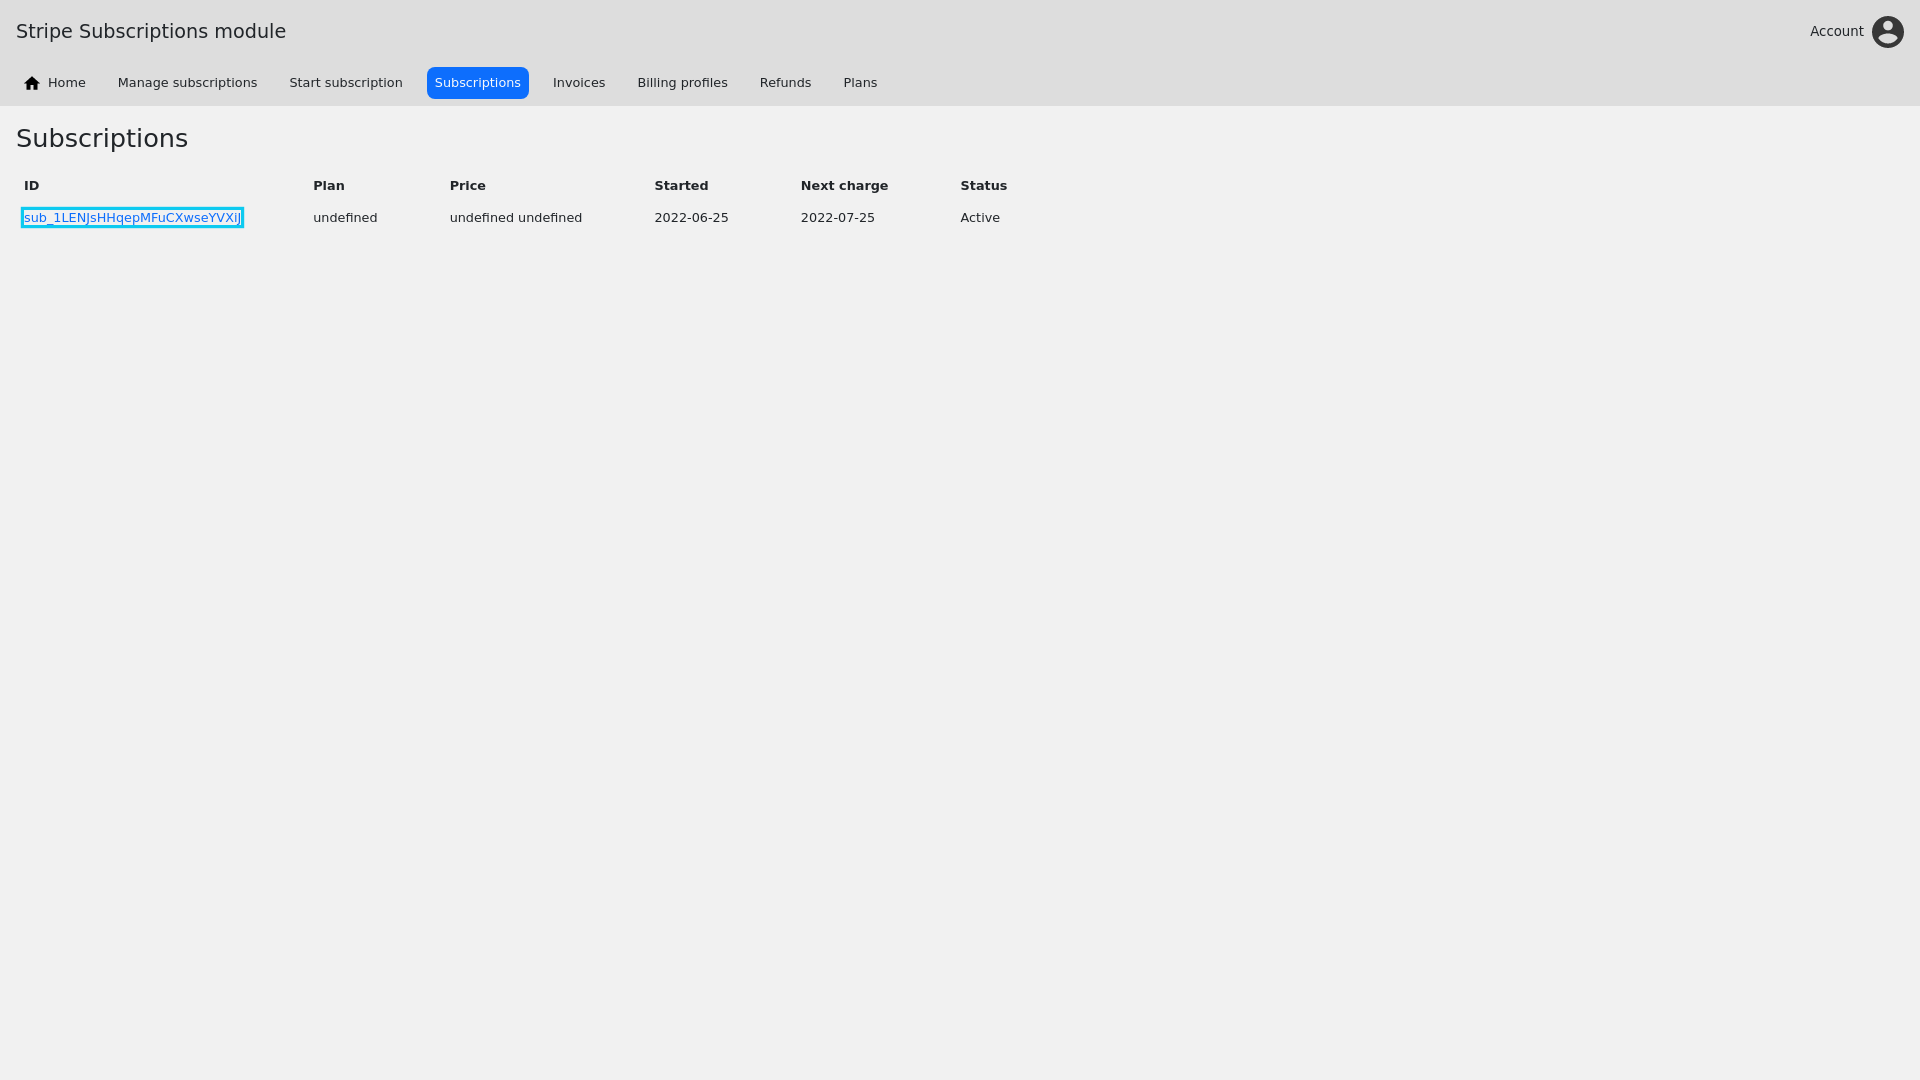 Stripe Subscriptions module
Account
Home Manage subscriptions Start subscription Subscriptions Invoices Billing profiles Refunds Plans
Subscriptions
ID Plan Price Started Next charge Status
sub_1LENJsHHqepMFuCXwseYVXiJ undefined undefined undefined 2022-06-25 2022-07-25 Active